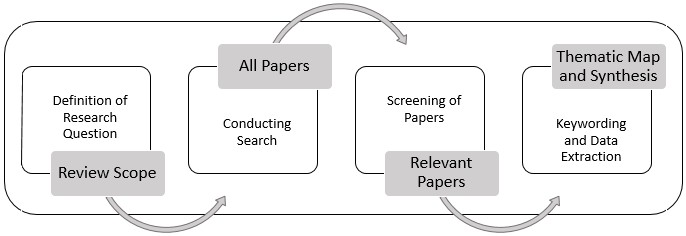 Definition of
Research
Question
Review Scope
All Papers
Conducting
Search
Screening of
Papers
Relevant
Papers
Thematic Map
and Synthesis
Keywording
and Data
Extraction